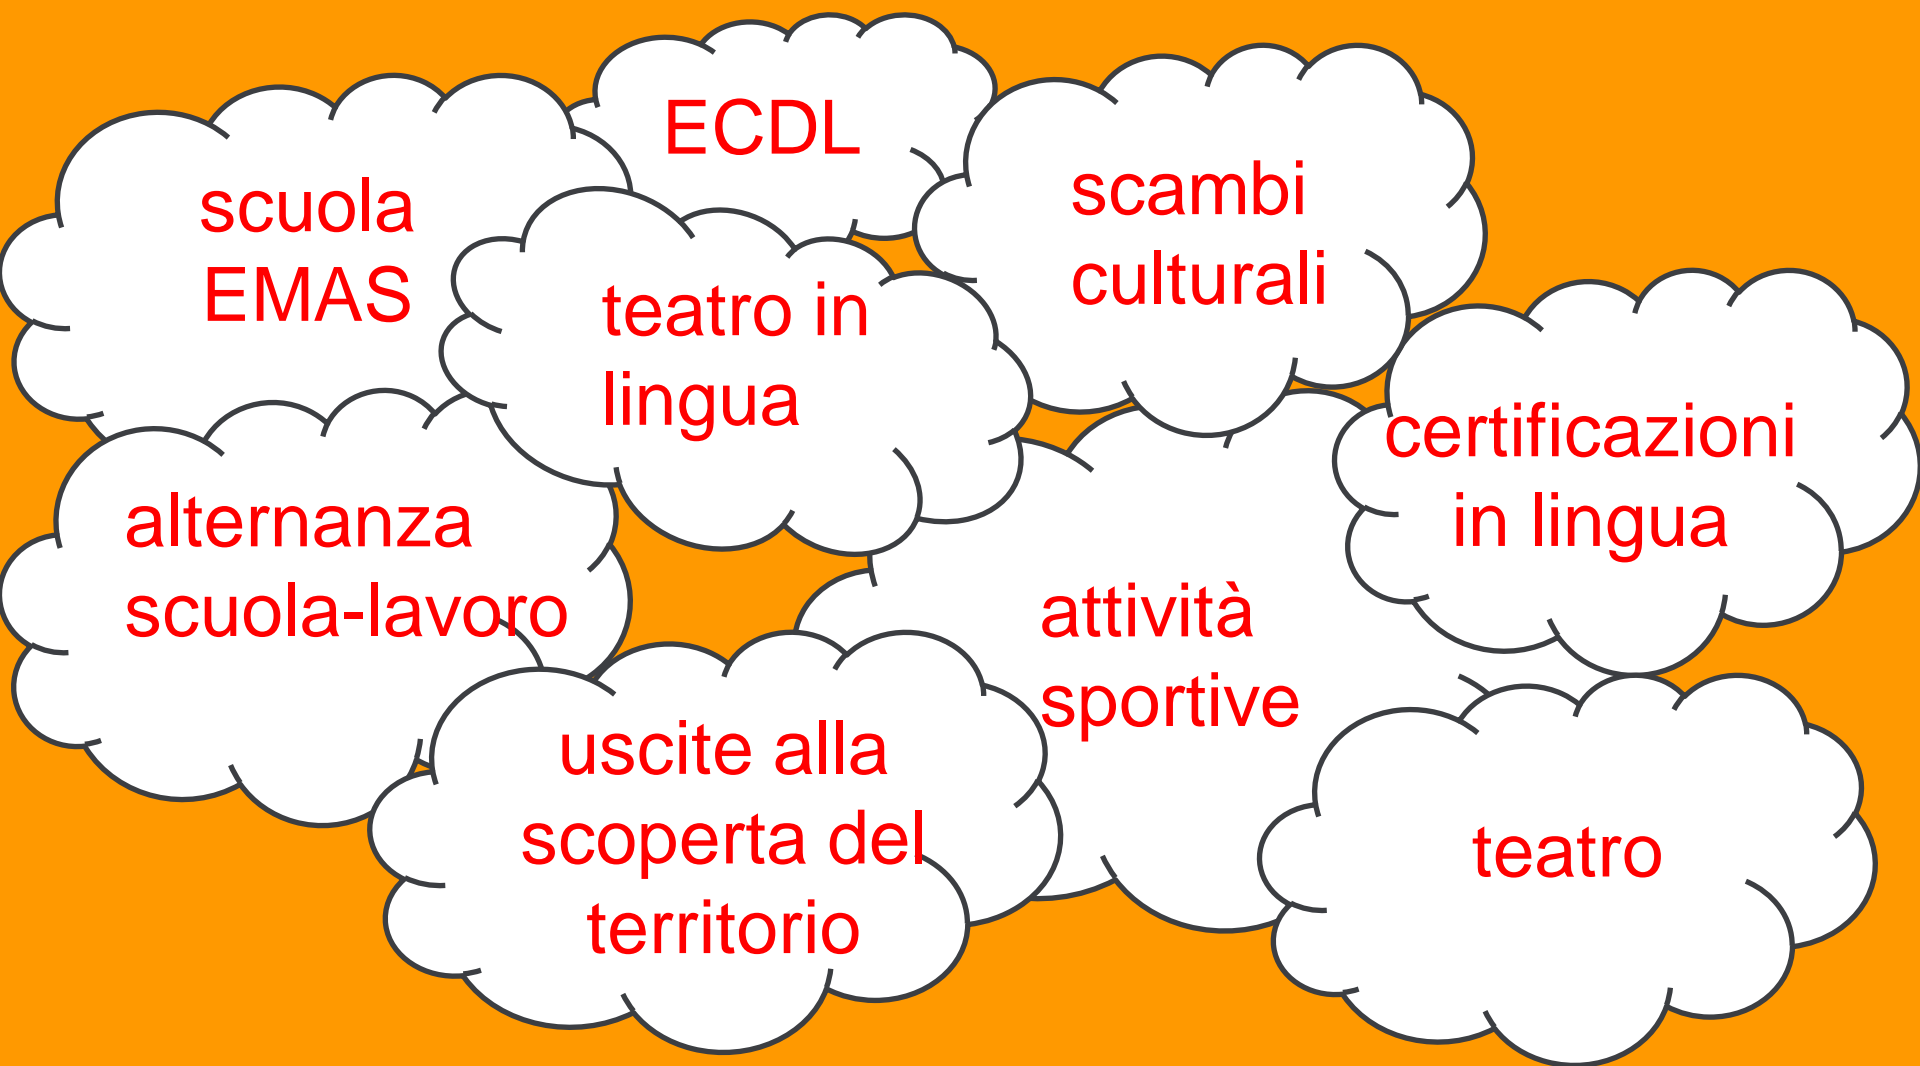 ECDL
scuola
EMAS
scambi
culturali
teatro in
lingua
certificazioni
in lingua
alternanza
scuola-lavoro
attività
sportive
uscite alla
scoperta del
territorio
teatro